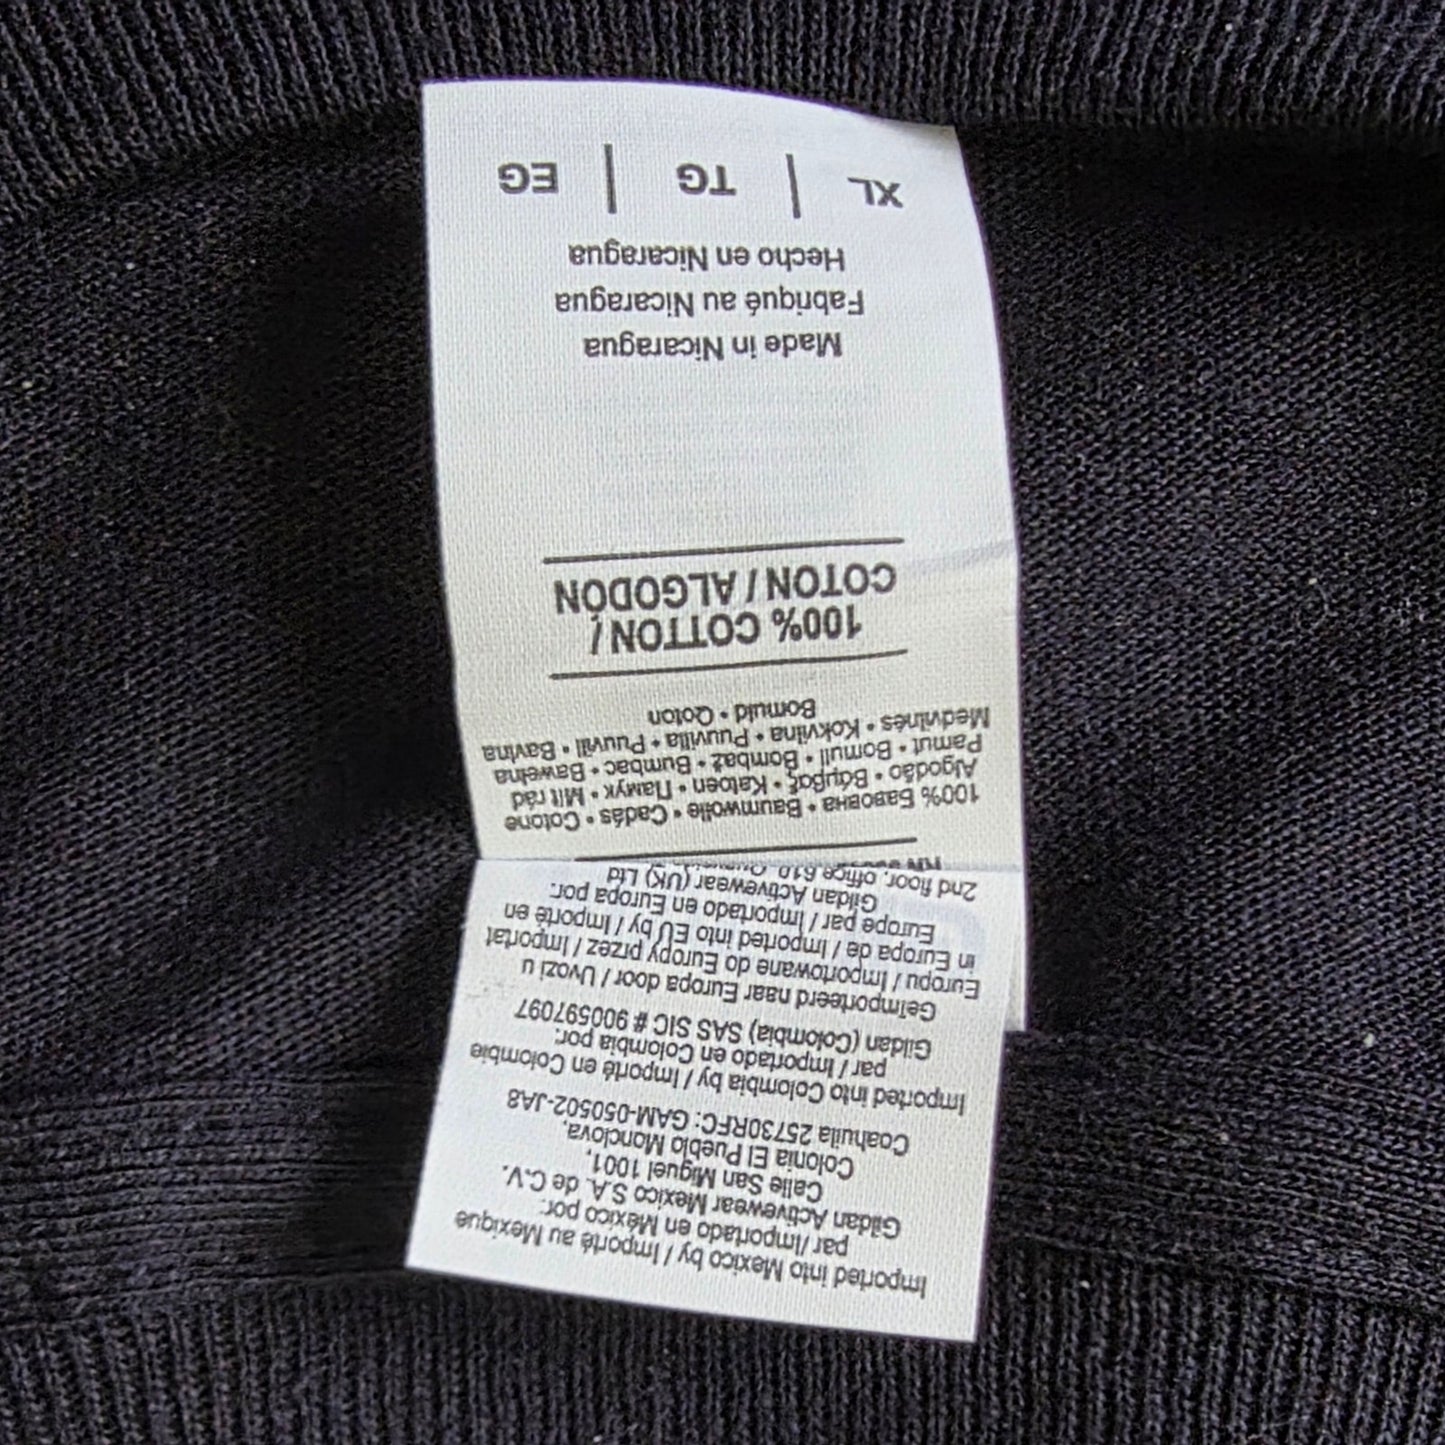 Imported into Mexico by / Importé au Mexique
par /Importado en México por:
Gildan Activewear Mexico S.A. de C.V.
Calle San Miguel 1001,
Colonia El Pueblo Monclova,
Coahuila 25730RFC: GAM-050502-JA8
Imported into Colombia by / Importé en Colombie
par / Importado en Colombia por:
Gildan (Colombia) SAS SIC # 900597097
Geïmporteerd naar Europa door / Uvozi u
Europu / Importowane do Europy przez / Importat
in Europa de / Imported into EU by / Importé en
Europe par / Importado en Europa por:
Gildan Activewear (UK) Ltd
2nd floor, office 610,
RN
100% Бавовна • Baumwolle • Cadás • Cotone
Algodão • Βάμβαξ • Katoen • Памук • Mit rád
Pamut • Bomull • Bombaž • Bumbac • Bawełna
Medvilnės • Kokvilna • Puuvilla • Puuvill • Bavlna
Bomuld • Qoton
100% COTTON /
COTON / ALGODÓN
Made in Nicaragua
Fabriqué au Nicaragua
Hecho en Nicaragua
XL | TG | EG